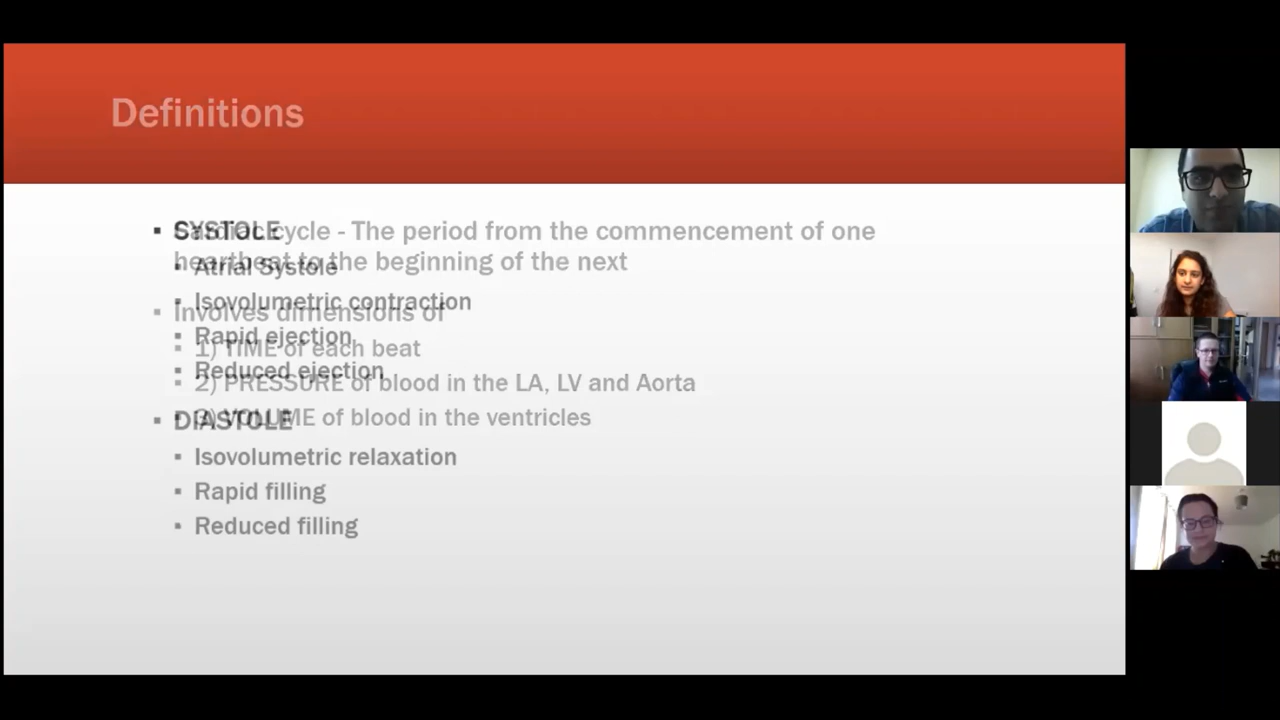 Definitions
Cardiac cycle - The period from the commencement of one
heartbeat to the beginning of the next
Involves dimensions of
1) TIME of each beat
2) PRESSURE of blood in the LA, LV and Aorta
3) VOLUME of blood in the ventricles
SYSTOLE
Atrial Systole
Isovolumetric contraction
Rapid ejection
Reduced ejection
DIASTOLE
Isovolumetric relaxation
Rapid filling
Reduced filling